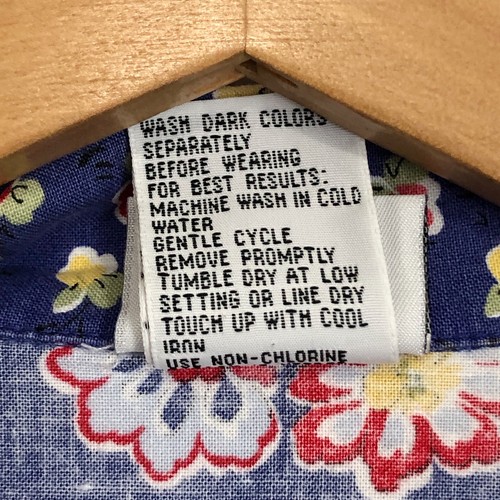 WASH DARK COLORS
SEPARATELY
BEFORE WEARING
FOR BEST RESULTS:
MACHINE WASH IN COLD
WATER
GENTLE CYCLE
REMOVE PROMPTLY
TUMBLE DRY AT LOW
SETTING OR LINE DRY
TOUCH UP WITH COOL
IRON
USE NON-CHLORINE